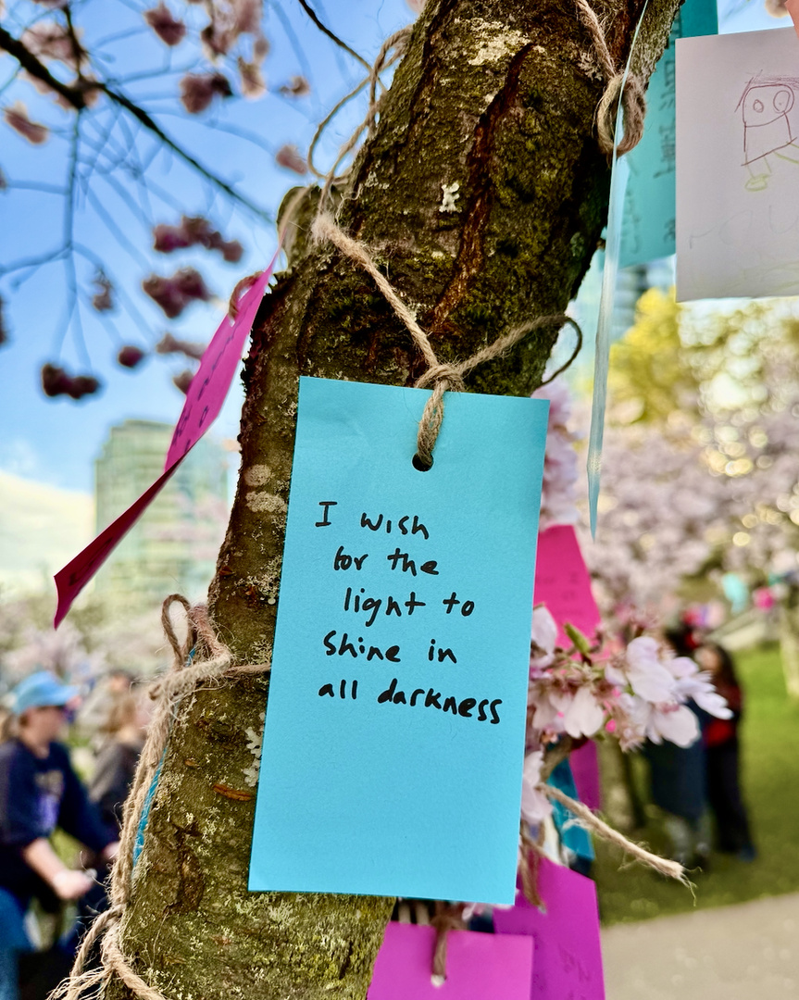 I wish
for the
light to
shine in
all darkness